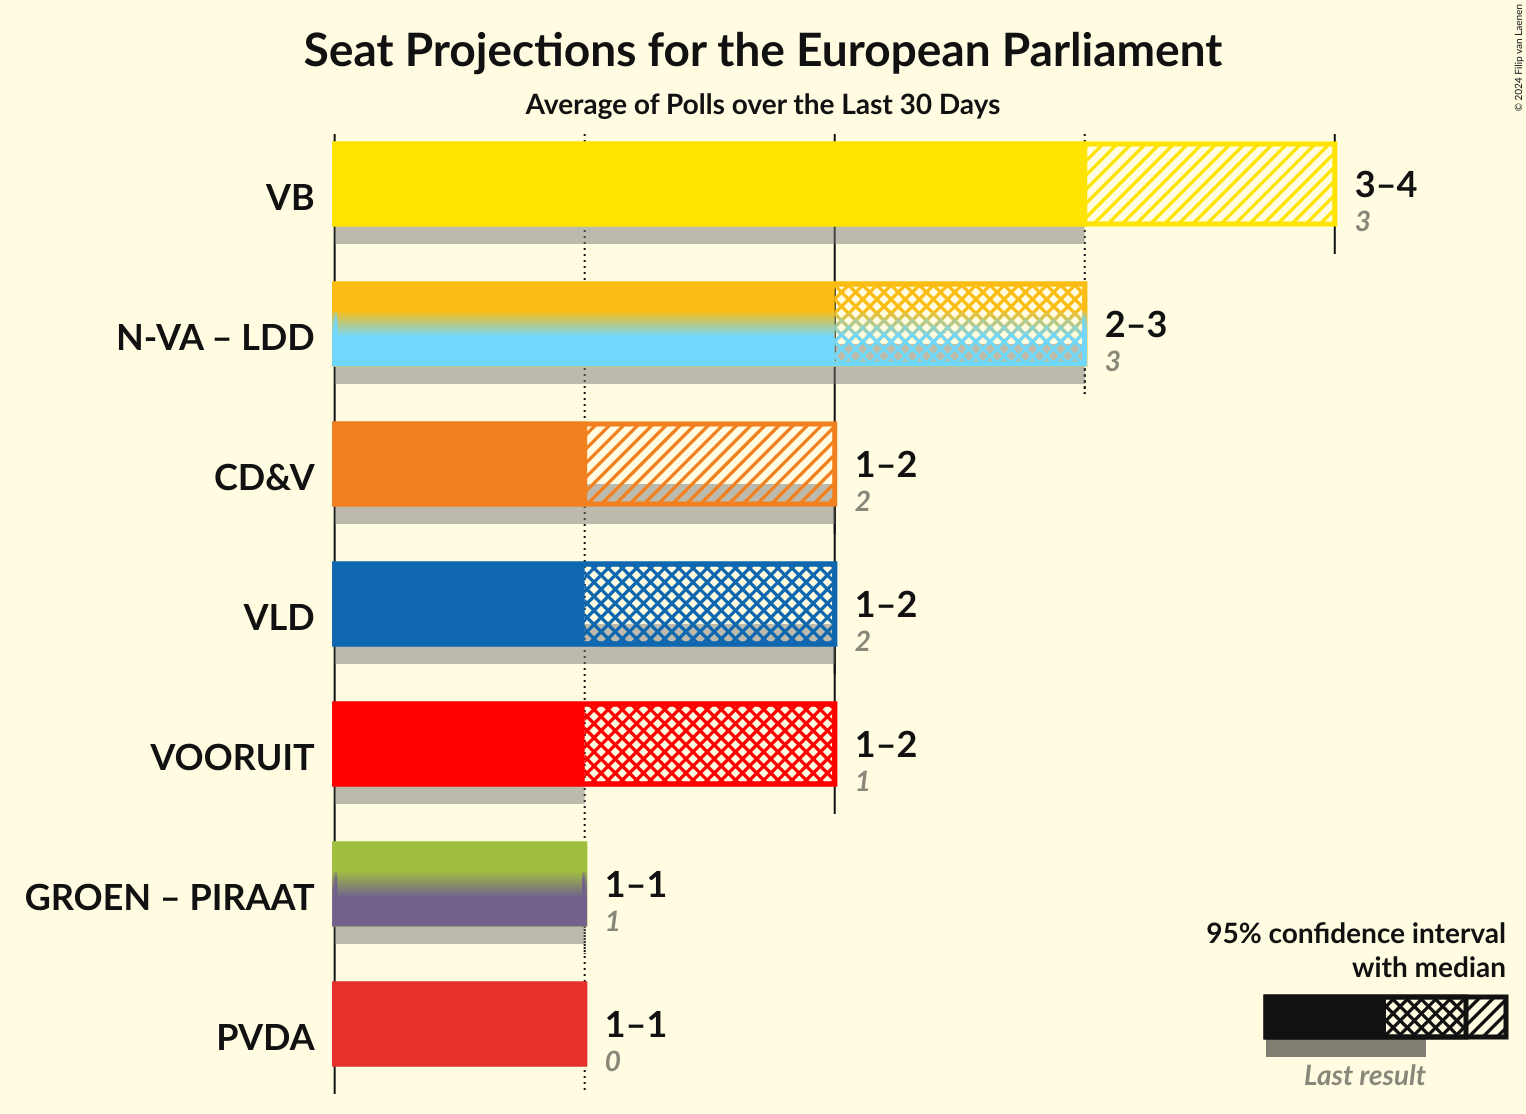 Seat Projections for the European Parliament
Average of Polls over the Last 30 Days
© 2024 Filip van Laenen
VB
3–4
3
N-VA – LDD
2–3
3
CD&V
1–2
2
VLD
1–2
2
VOORUIT
1–2
1
GROEN – PIRAAT
1–1
1
PVDA
1–1
0
95% confidence interval
with median
Last result